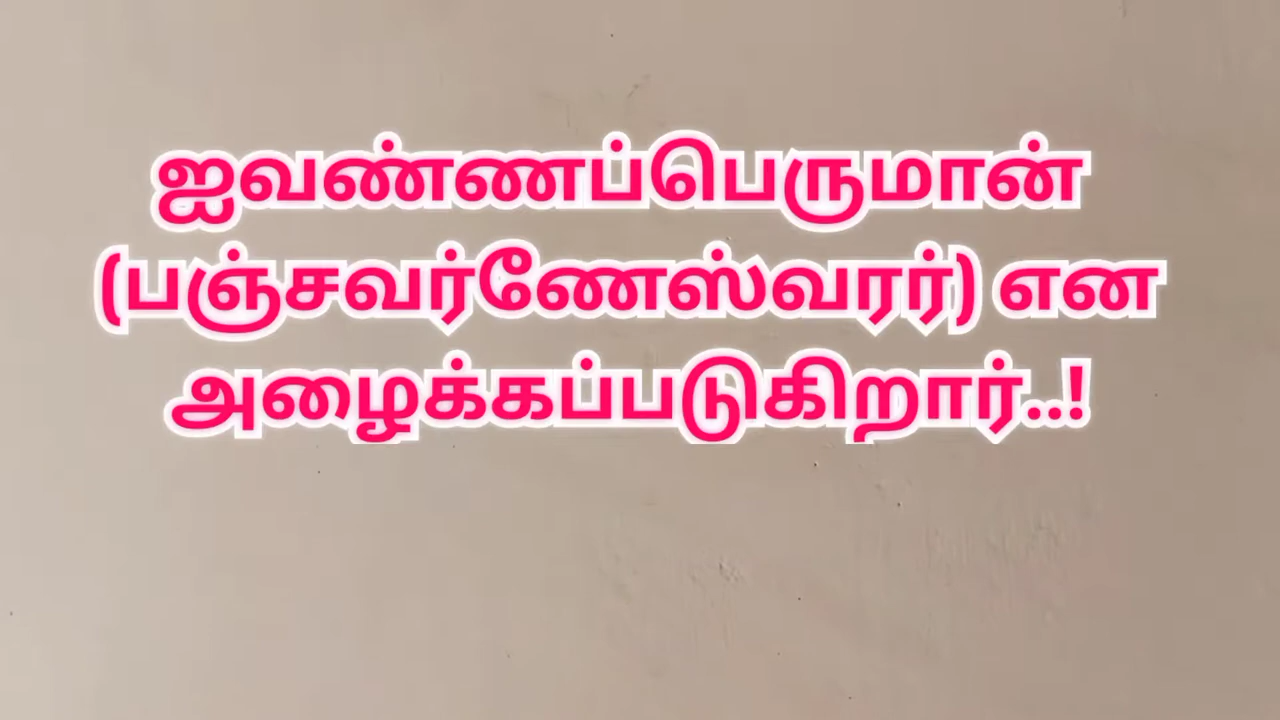 ஐவண்ணப்பெருமான்
(பஞ்சவர்ணேஸ்வரர்) என
அழைக்கப்படுகிறார்..!